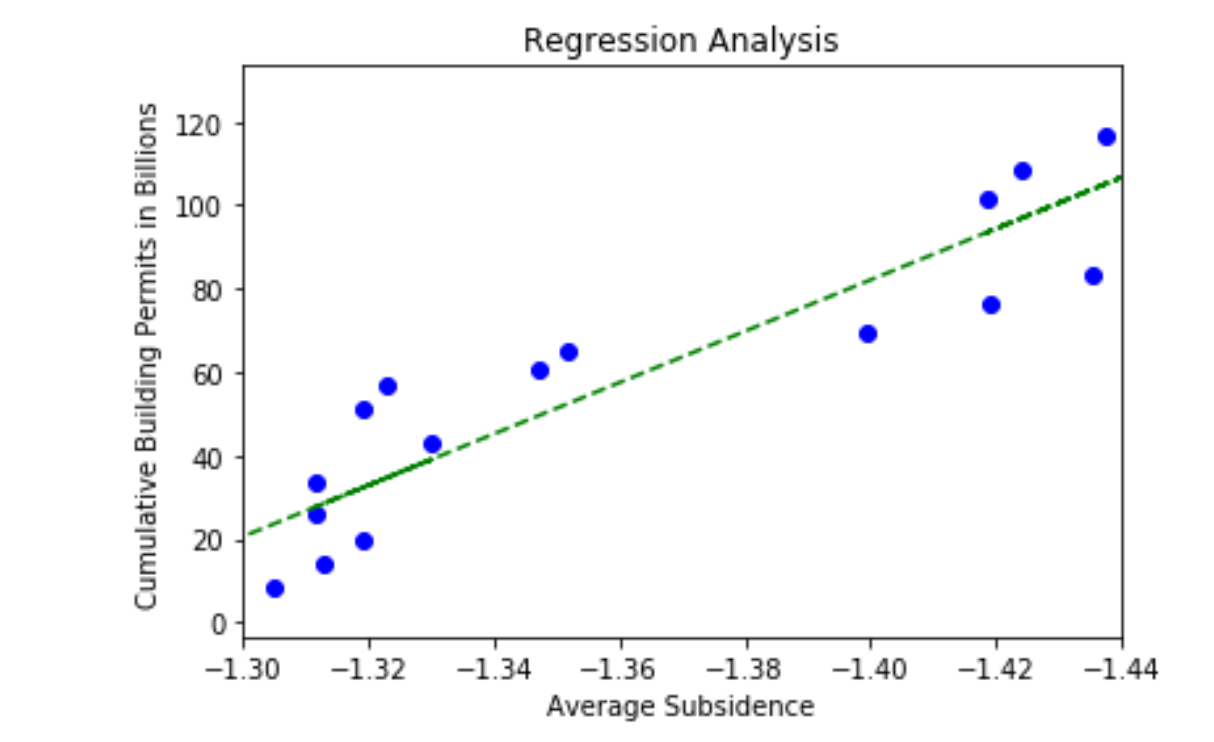 Regression Analysis
Cumulative Building Permits in Billions
120
100
80
60
40
20
0
−1.30 −1.32 −1.34 −1.36 −1.38 −1.40 −1.42 −1.44
Average Subsidence